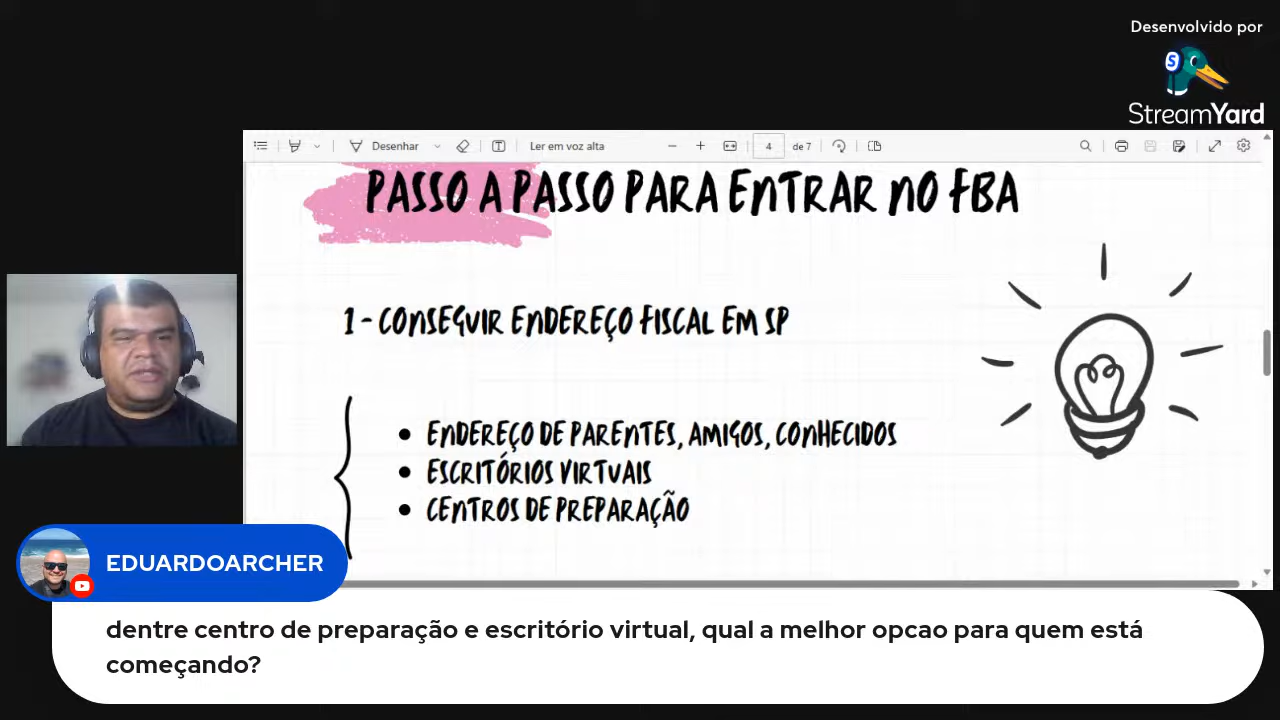 Desenvolvido por
StreamYard
Desenhar
Ler em voz alta
4
de 7
PASSO A PASSO PARA ENTRAR NO FBA
1 - CONSEGUIR ENDEREÇO FISCAL EM SP
• ENDEREÇO DE PARENTES, AMIGOS, CONHECIDOS
• ESCRITÓRIOS VIRTUAIS
• CENTROS DE PREPARAÇÃO
EDUARDOARCHER
dentre centro de preparação e escritório virtual, qual a melhor opcao para quem está
começando?